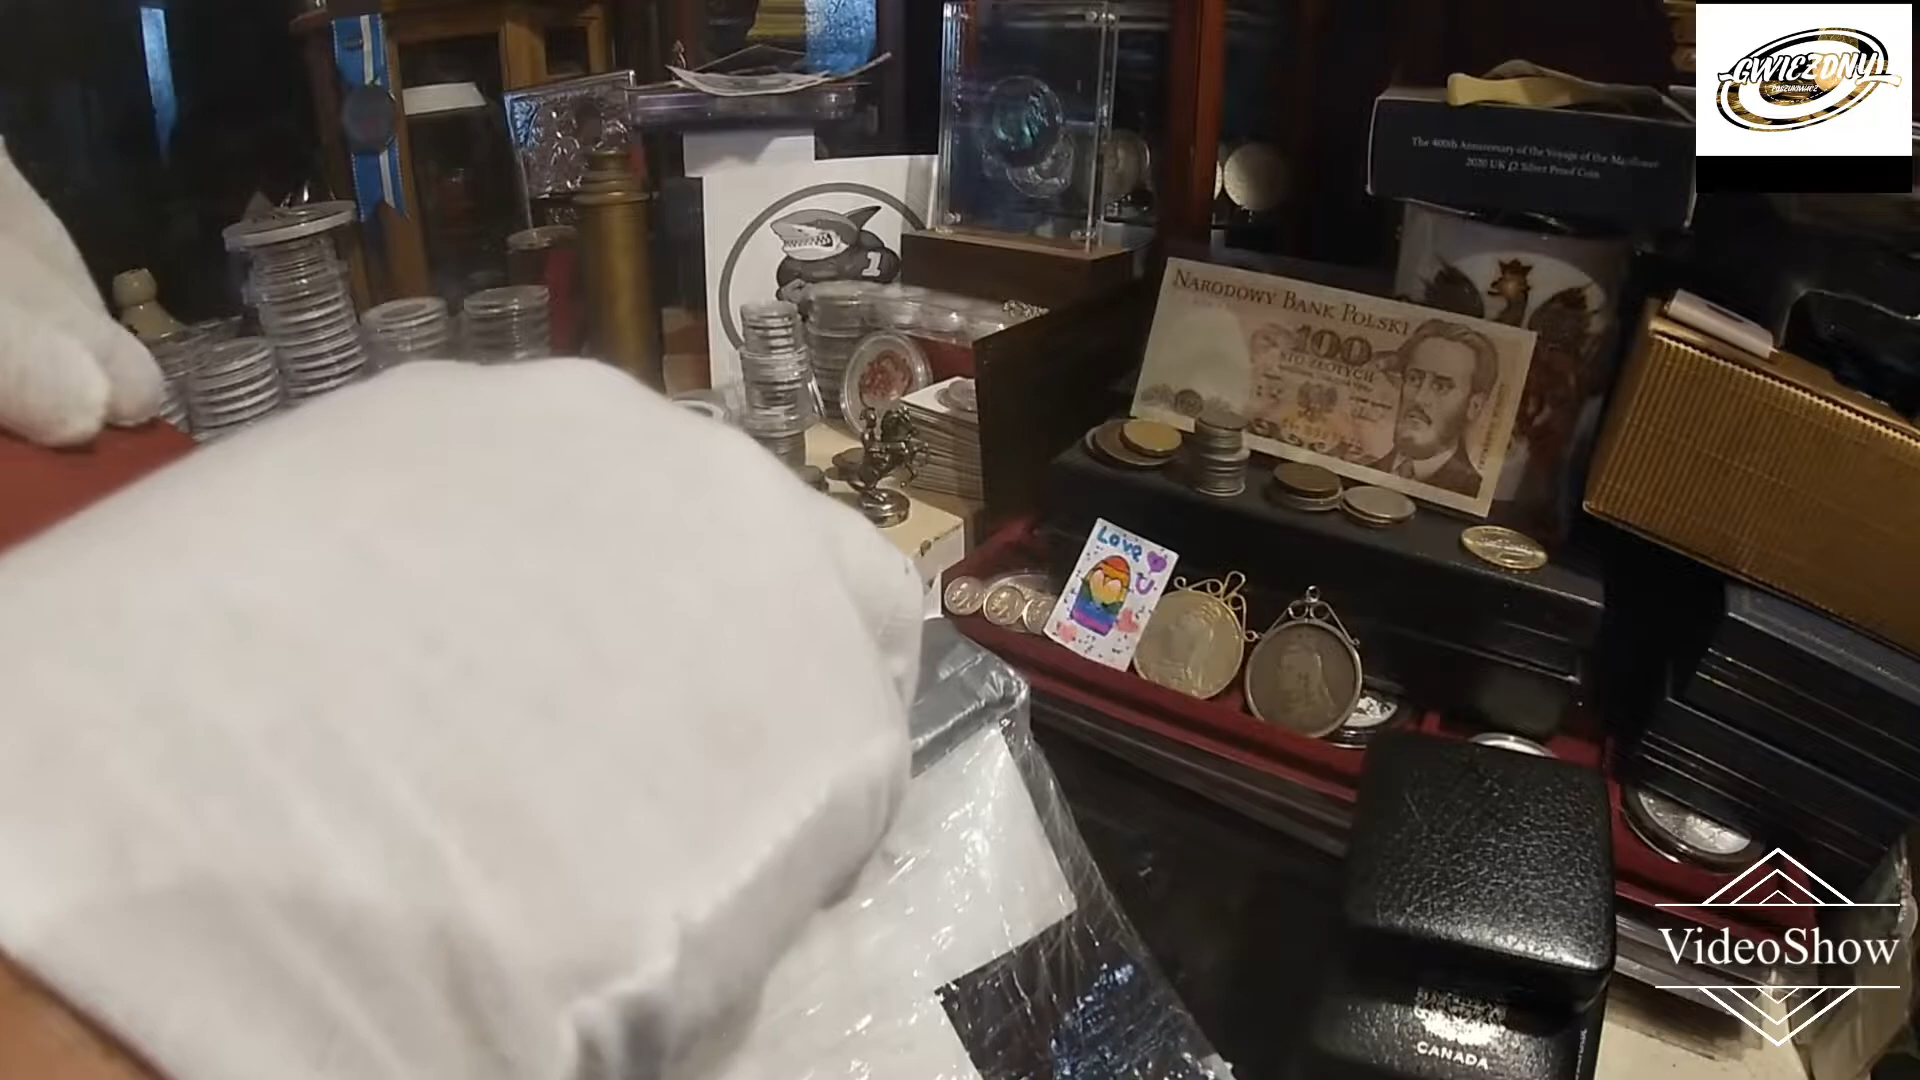 GWIEZDNY
The 400th Anniversary of the Voyage of the Mayflower
2020 UK £2 Silver Proof Coin
1
NARODOWY BANK POLSKI
100
STO ZŁOTYCH
Love
U
VideoShow
CANADA